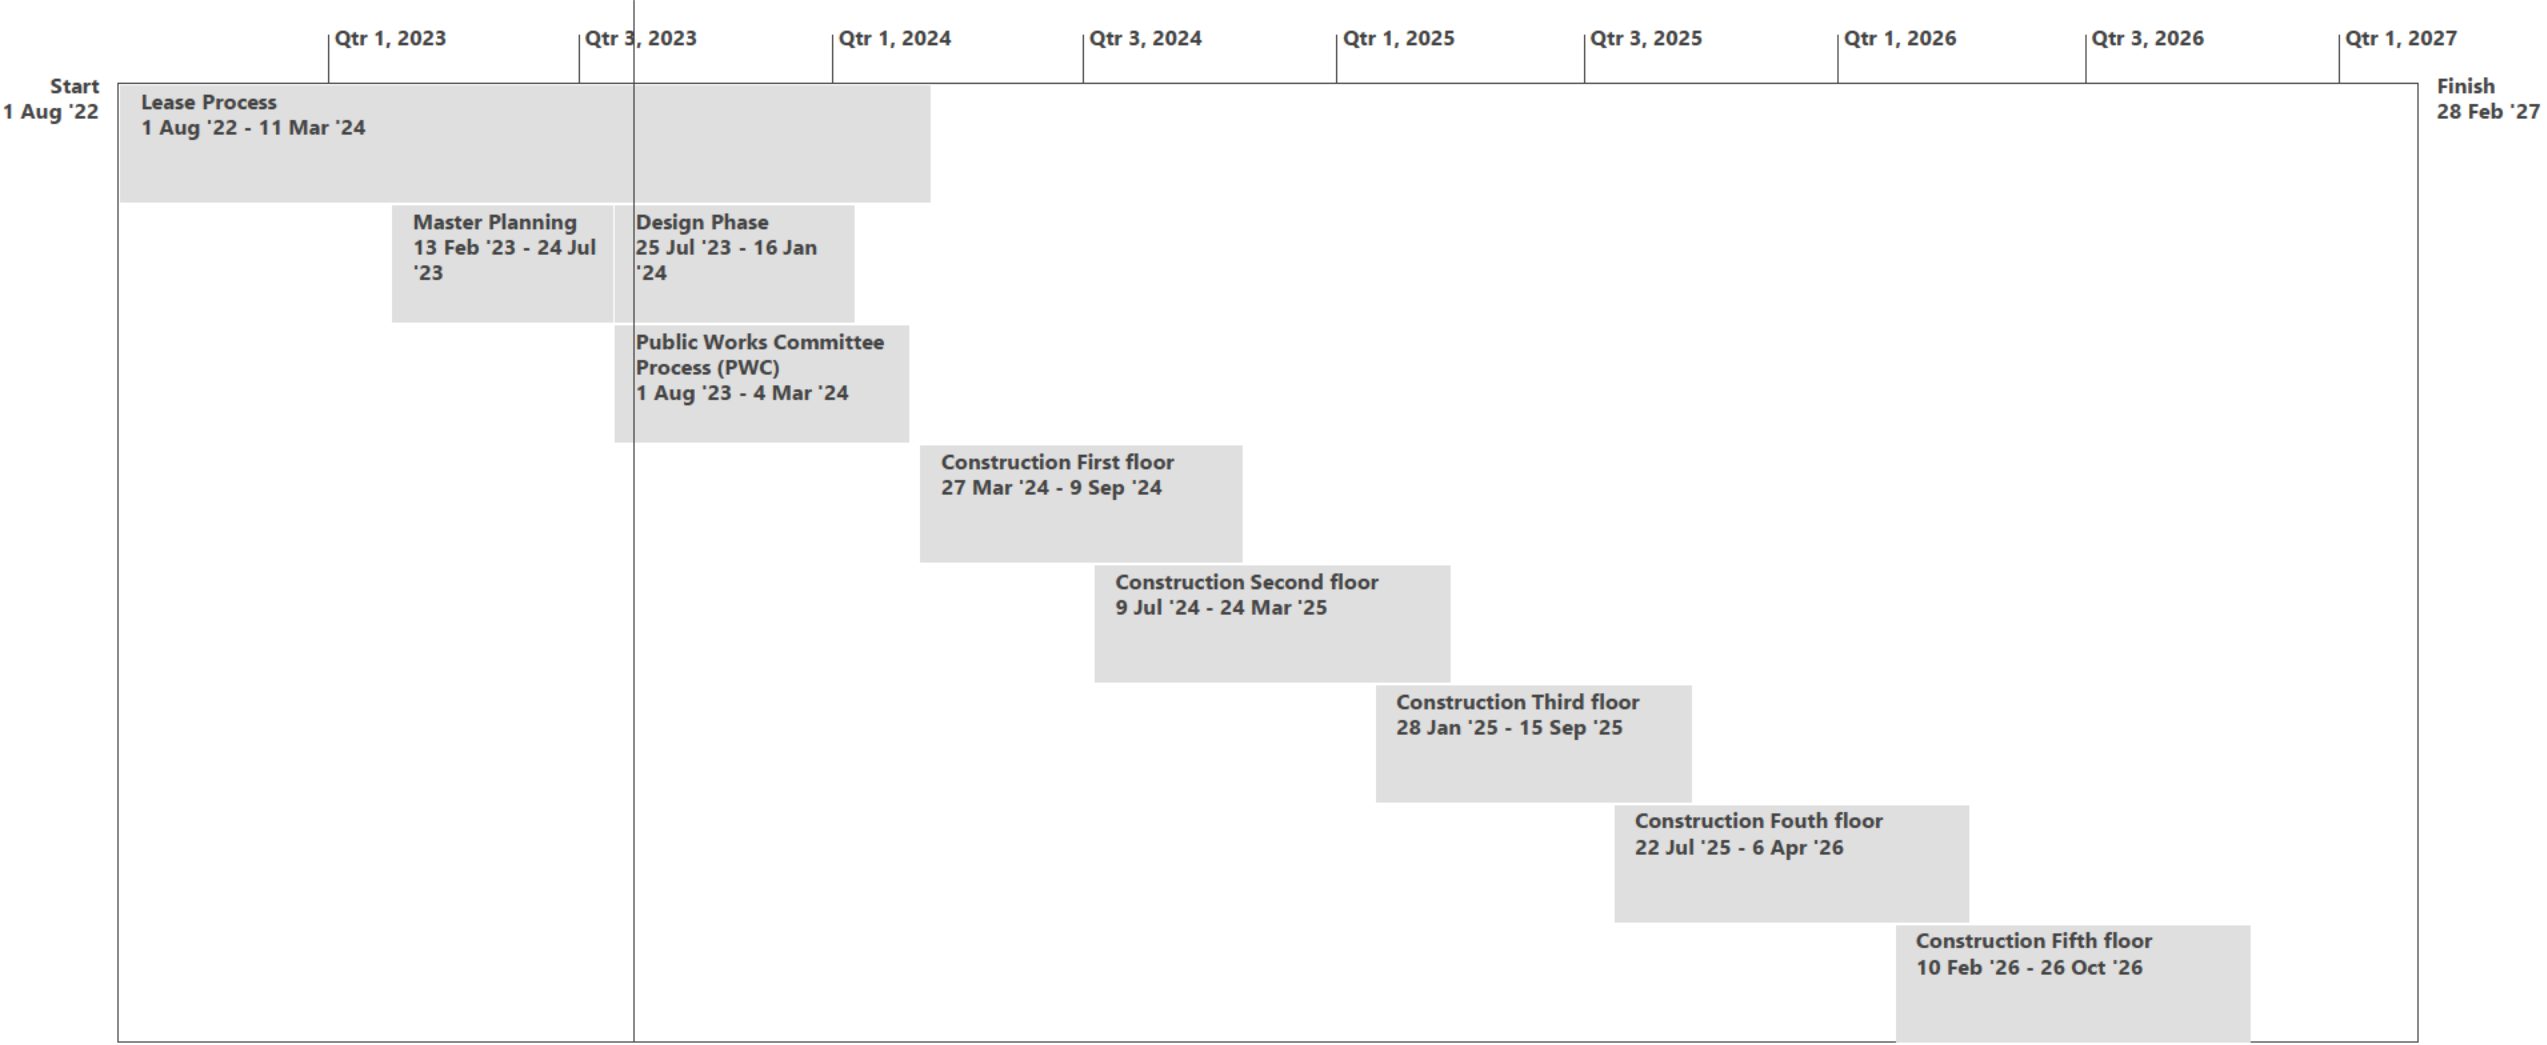 Qtr 1, 2023
Qtr 3, 2023
Qtr 1, 2024
Qtr 3, 2024
Qtr 1, 2025
Qtr 3, 2025
Qtr 1, 2026
Qtr 3, 2026
Qtr 1, 2027
Start
1 Aug '22
Finish
28 Feb '27
Lease Process
1 Aug '22 - 11 Mar '24
Master Planning
13 Feb '23 - 24 Jul
'23
Design Phase
25 Jul '23 - 16 Jan
'24
Public Works Committee
Process (PWC)
1 Aug '23 - 4 Mar '24
Construction First floor
27 Mar '24 - 9 Sep '24
Construction Second floor
9 Jul '24 - 24 Mar '25
Construction Third floor
28 Jan '25 - 15 Sep '25
Construction Fouth floor
22 Jul '25 - 6 Apr '26
Construction Fifth floor
10 Feb '26 - 26 Oct '26